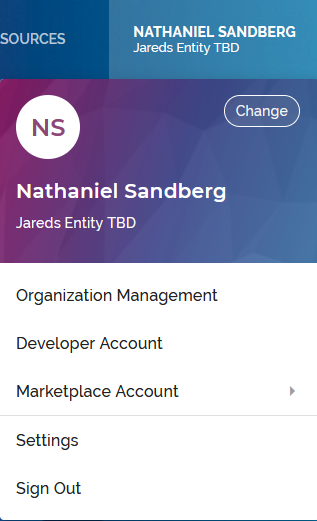 SOURCES
NATHANIEL SANDBERG
Jareds Entity TBD
NS
Change
Nathaniel Sandberg
Jareds Entity TBD
Organization Management
Developer Account
Marketplace Account
Settings
Sign Out